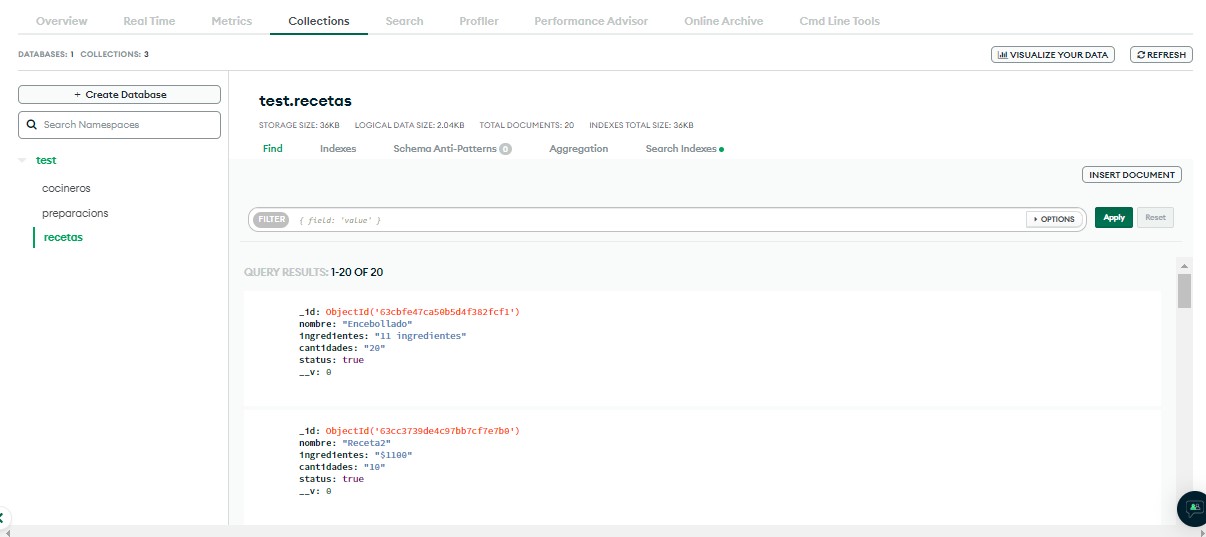 Overview Real Time Metrics Collections Search Profiler Performance Advisor Online Archive Cmd Line Tools
DATABASES: 1 COLLECTIONS: 3
VISUALIZE YOUR DATA
REFRESH
+ Create Database
Search Namespaces
test
cocineros
preparacions
recetas
test.recetas
STORAGE SIZE: 36KB LOGICAL DATA SIZE: 2.04KB TOTAL DOCUMENTS: 20 INDEXES TOTAL SIZE: 36KB
Find Indexes Schema Anti-Patterns 0 Aggregation Search Indexes
INSERT DOCUMENT
FILTER { field: 'value' } OPTIONS Apply Reset
QUERY RESULTS: 1-20 OF 20
_id: ObjectId('63cbfe47ca50b5d4f382fcf1')
nombre: "Encebollado"
ingredientes: "11 ingredientes"
cantidades: "20"
status: true
__v: 0
_id: ObjectId('63cc3739de4c97bb7cf7e7b0')
nombre: "Receta2"
ingredientes: "$1100"
cantidades: "10"
status: true
__v: 0